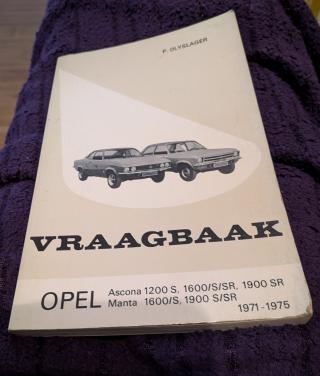 P. OLYSLAGER
VRAAGBAAK
OPEL Ascona 1200 S, 1600/S/SR, 1900 SR
Manta 1600/S, 1900 S/SR
1971-1975